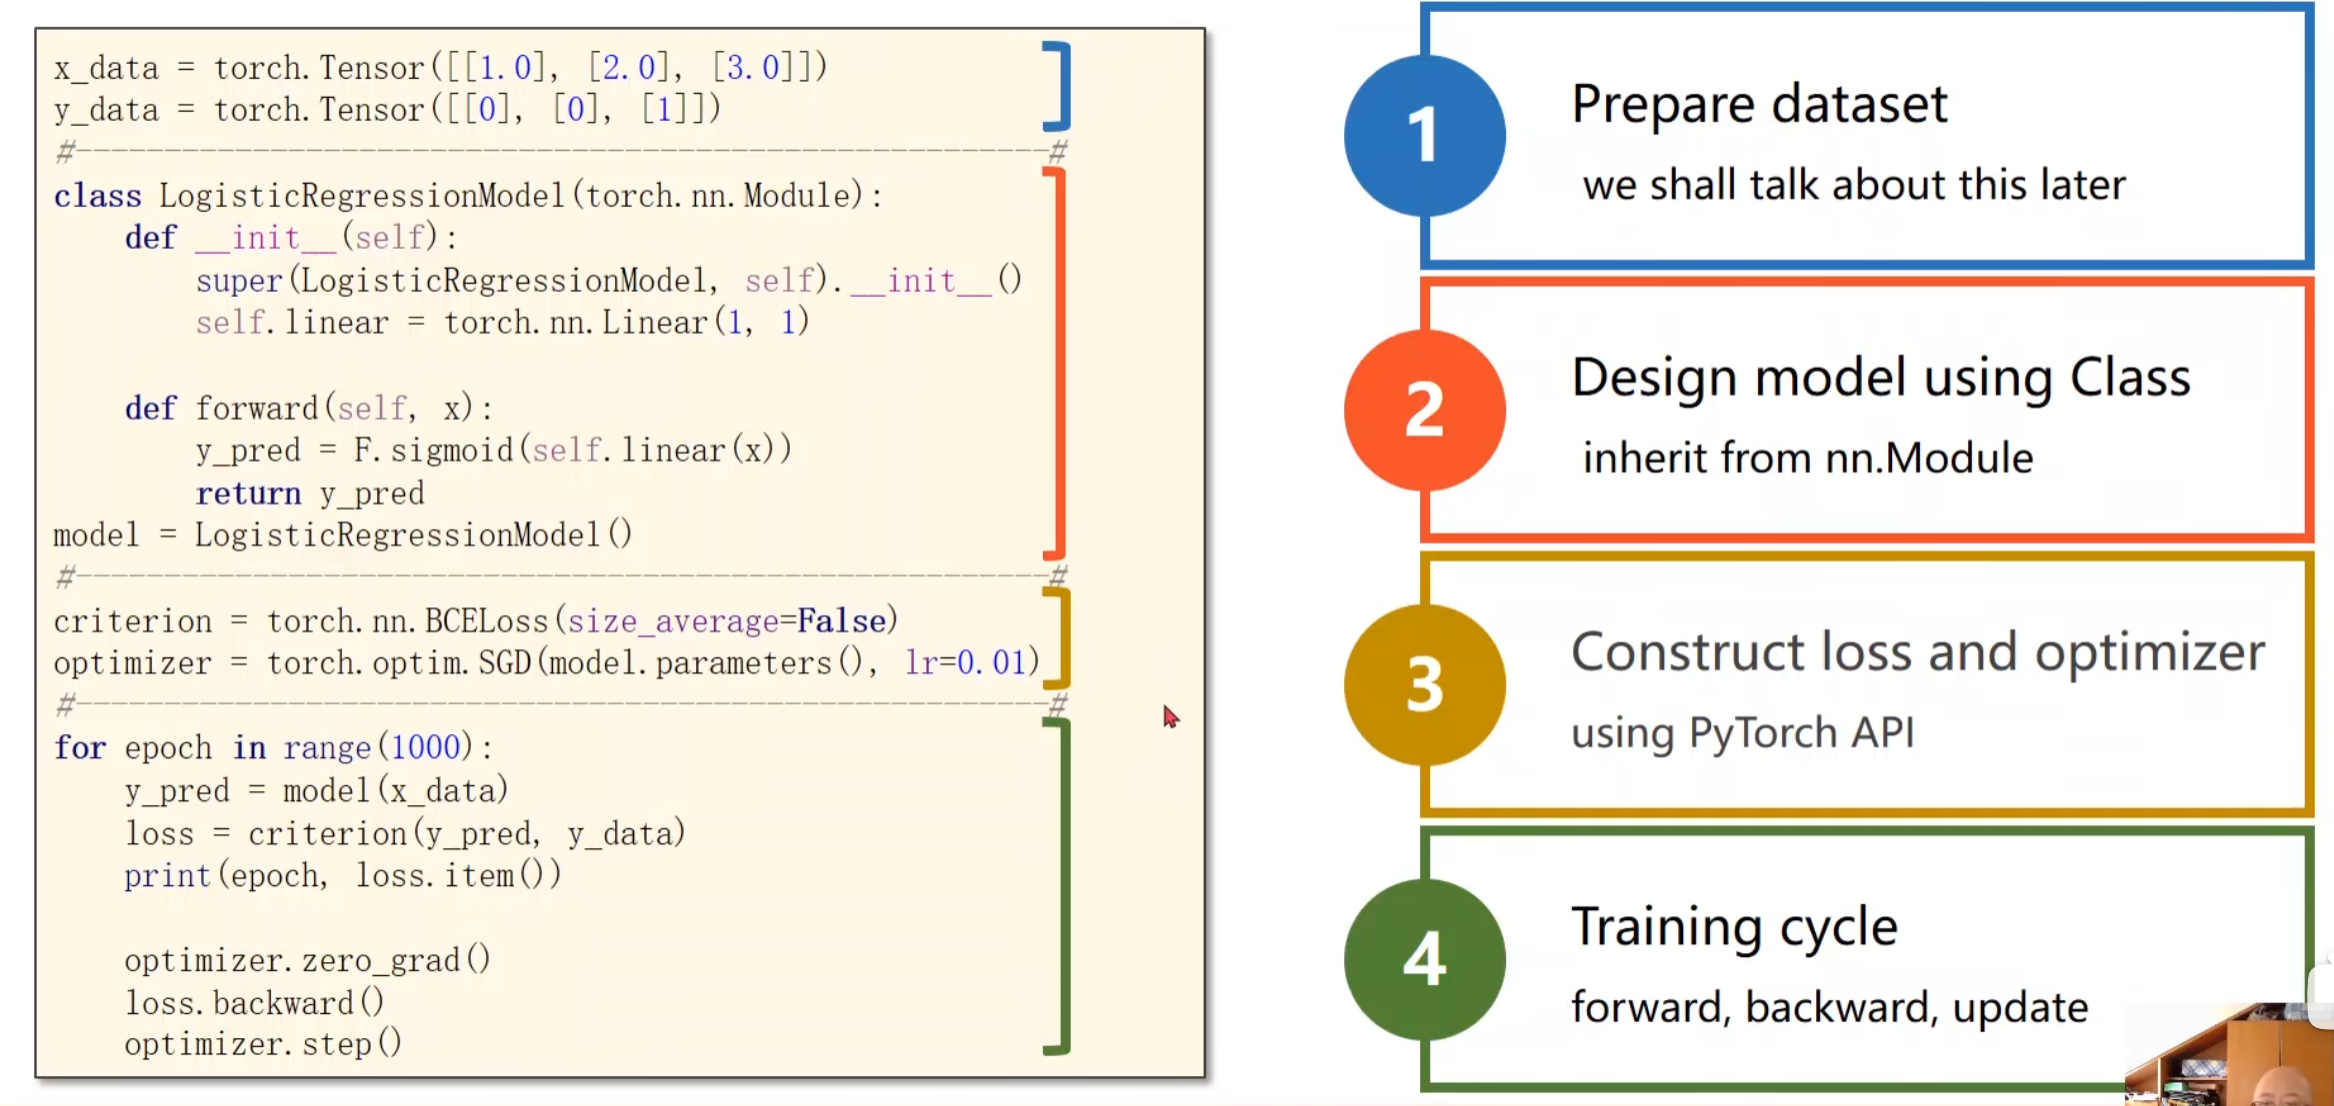 x_data = torch.Tensor([[1.0], [2.0], [3.0]])
y_data = torch.Tensor([[0], [0], [1]])
#-------------------------------------------------------#
class LogisticRegressionModel(torch.nn.Module):
    def __init__(self):
        super(LogisticRegressionModel, self).__init__()
        self.linear = torch.nn.Linear(1, 1)
    def forward(self, x):
        y_pred = F.sigmoid(self.linear(x))
        return y_pred
model = LogisticRegressionModel()
#-------------------------------------------------------#
criterion = torch.nn.BCELoss(size_average=False)
optimizer = torch.optim.SGD(model.parameters(), lr=0.01)
#-------------------------------------------------------#
for epoch in range(1000):
    y_pred = model(x_data)
    loss = criterion(y_pred, y_data)
    print(epoch, loss.item())
    optimizer.zero_grad()
    loss.backward()
    optimizer.step()
1
Prepare dataset
we shall talk about this later
2
Design model using Class
inherit from nn.Module
3
Construct loss and optimizer
using PyTorch API
4
Training cycle
forward, backward, update